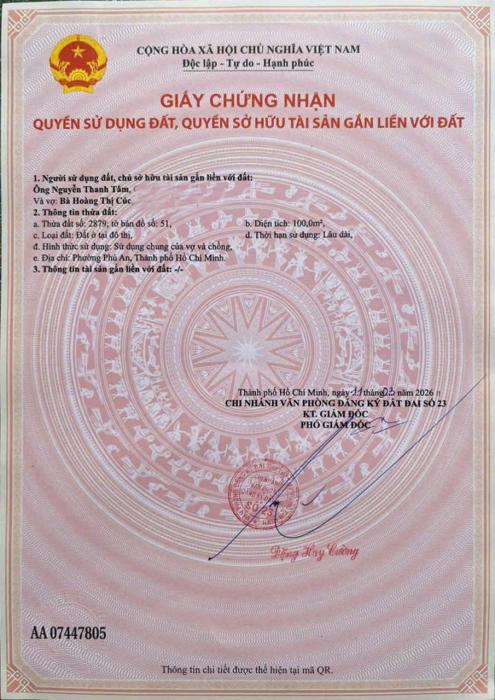 CỘNG HÒA XÃ HỘI CHỦ NGHĨA VIỆT NAM
Độc lập - Tự do - Hạnh phúc
GIẤY CHỨNG NHẬN
QUYỀN SỬ DỤNG ĐẤT, QUYỀN SỞ HỮU TÀI SẢN GẮN LIỀN VỚI ĐẤT
1. Người sử dụng đất, chủ sở hữu tài sản gắn liền với đất:
Ông Nguyễn Thanh Tâm,
Và vợ: Bà Hoàng Thị Cúc,
2. Thông tin thửa đất:
a. Thửa đất số: 2879; tờ bản đồ số: 51, b. Diện tích: 100,0m²,
c. Loại đất: Đất ở tại đô thị, d. Thời hạn sử dụng: Lâu dài,
đ. Hình thức sử dụng: Sử dụng chung của vợ và chồng,
e. Địa chỉ: Phường Phú An, Thành phố Hồ Chí Minh.
3. Thông tin tài sản gắn liền với đất: -/-
Thành phố Hồ Chí Minh, ngày 11 tháng 03 năm 2026
CHI NHÁNH VĂN PHÒNG ĐĂNG KÝ ĐẤT ĐAI SỐ 23
KT. GIÁM ĐỐC
PHÓ GIÁM ĐỐC
SỐ 23
Đặng Huy Cường
AA 07447805
Thông tin chi tiết được thể hiện tại mã QR.